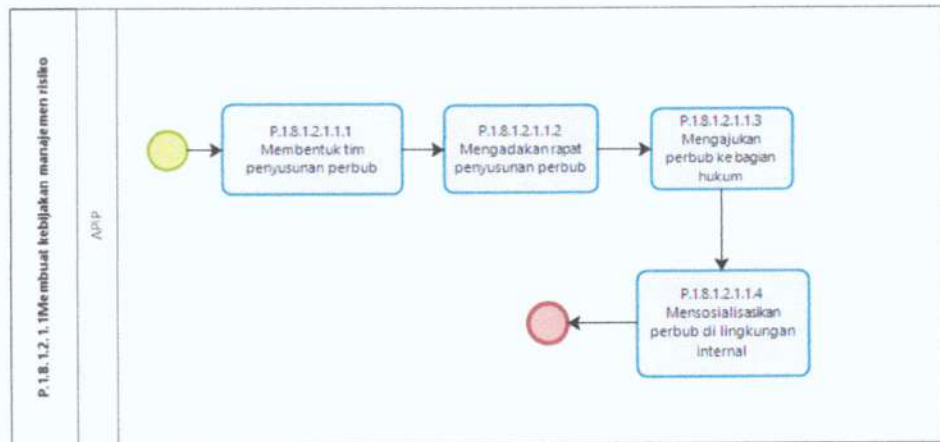 P.1.8.1.2.1.1Membuat kebijakan manajemen risiko
APIP
P.1.8.1.2.1.1.1
Membentuk tim
penyusunan perbub
P.1.8.1.2.1.1.2
Mengadakan rapat
penyusunan perbub
P.1.8.1.2.1.1.3
Mengajukan
perbub ke bagian
hukum
P.1.8.1.2.1.1.4
Mensosialisasikan
perbub di lingkungan
internal